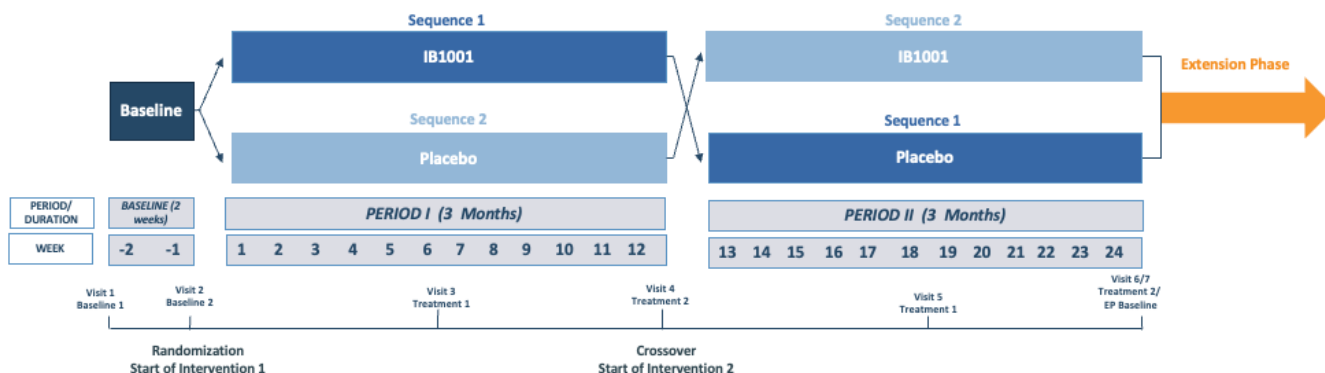 Sequence 1
IB1001
Sequence 2
Placebo
Baseline
Sequence 2
IB1001
Sequence 1
Placebo
Extension Phase
PERIOD/
DURATION
BASELINE (2
weeks)
PERIOD I (3 Months)
PERIOD II (3 Months)
WEEK
-2 -1
1 2 3 4 5 6 7 8 9 10 11 12
13 14 15 16 17 18 19 20 21 22 23 24
Visit 1
Baseline 1
Visit 2
Baseline 2
Visit 3
Treatment 1
Visit 4
Treatment 2
Visit 5
Treatment 1
Visit 6/7
Treatment 2/
EP Baseline
Randomization
Start of Intervention 1
Crossover
Start of Intervention 2